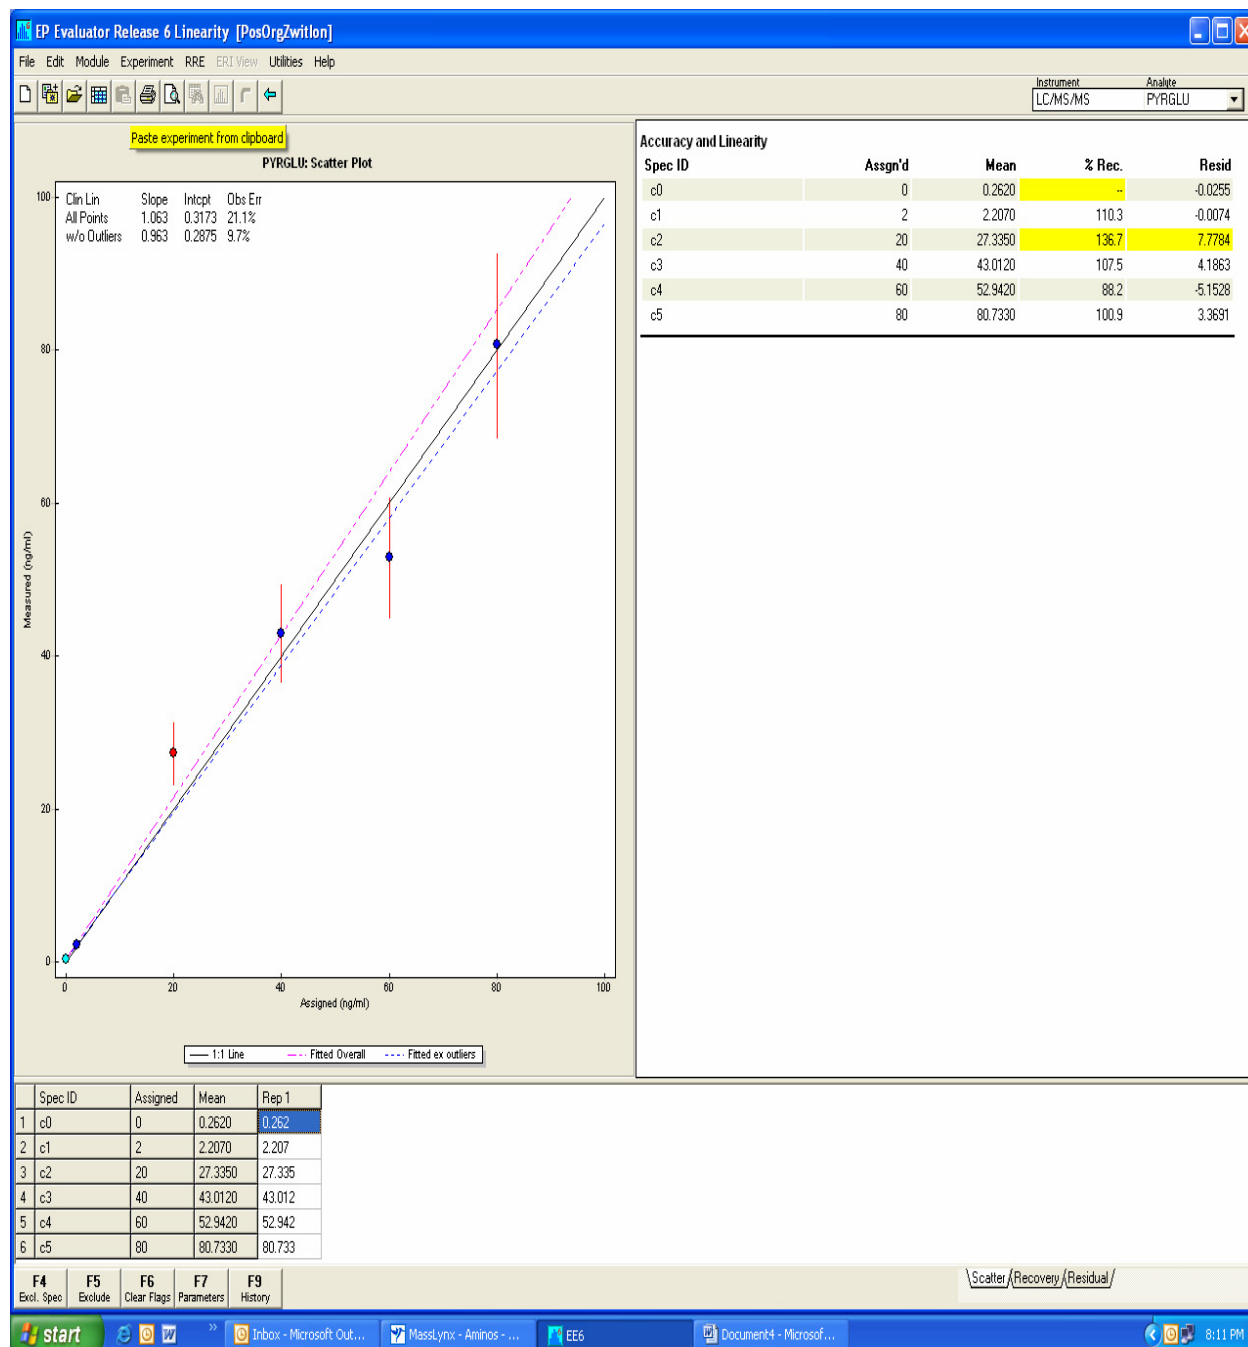 EP Evaluator Release 6 Linearity [PosOrgZwitIon]
File Edit Module Experiment RRE ERI View Utilities Help
Instrument Analyte
LC/MS/MS PYRGLU
Paste experiment from clipboard
PYRGLU: Scatter Plot
Clin Lin Slope Intcpt Obs Err
All Points 1.063 0.3173 21.1%
w/o Outliers 0.963 0.2875 9.7%
100
80
60
40
20
0
Measured (ng/ml)
0 20 40 60 80 100
Assigned (ng/ml)
1:1 Line Fitted Overall Fitted ex outliers
Accuracy and Linearity
Spec ID Assgn'd Mean % Rec. Resid
c0 0 0.2620 -- -0.0255
c1 2 2.2070 110.3 -0.0074
c2 20 27.3350 136.7 7.7784
c3 40 43.0120 107.5 4.1863
c4 60 52.9420 88.2 -5.1528
c5 80 80.7330 100.9 3.3691
Spec ID Assigned Mean Rep 1
1 c0 0 0.2620 0.262
2 c1 2 2.2070 2.207
3 c2 20 27.3350 27.335
4 c3 40 43.0120 43.012
5 c4 60 52.9420 52.942
6 c5 80 80.7330 80.733
F4 F5 F6 F7 F9
Excl. Spec Exclude Clear Flags Parameters History
Scatter Recovery Residual
start » Inbox - Microsoft Out... MassLynx - Aminos - ... EE6 Document4 - Microsof... 8:11 PM